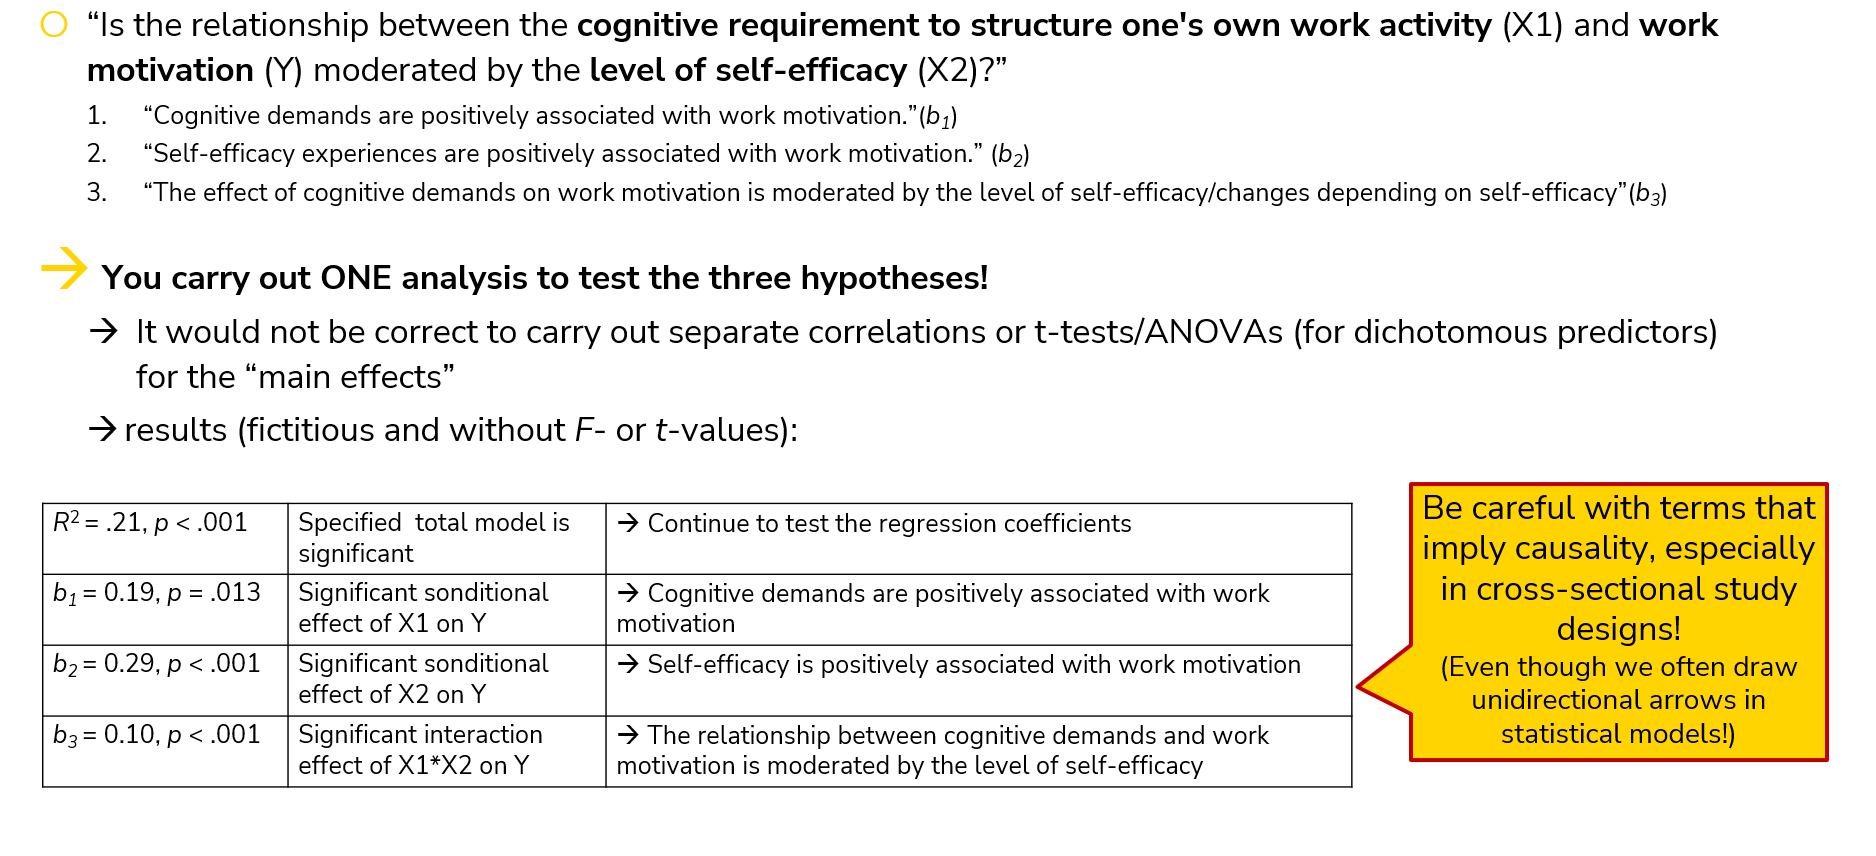 “Is the relationship between the cognitive requirement to structure one's own work activity (X1) and work
motivation (Y) moderated by the level of self-efficacy (X2)?”
1. “Cognitive demands are positively associated with work motivation.”(b1)
2. “Self-efficacy experiences are positively associated with work motivation.” (b2)
3. “The effect of cognitive demands on work motivation is moderated by the level of self-efficacy/changes depending on self-efficacy”(b3)
→ You carry out ONE analysis to test the three hypotheses!
→ It would not be correct to carry out separate correlations or t-tests/ANOVAs (for dichotomous predictors)
for the “main effects”
→ results (fictitious and without F- or t-values):
R² = .21, p < .001
Specified total model is
significant
→ Continue to test the regression coefficients
b1 = 0.19, p = .013
Significant sonditional
effect of X1 on Y
→ Cognitive demands are positively associated with work
motivation
b2 = 0.29, p < .001
Significant sonditional
effect of X2 on Y
→ Self-efficacy is positively associated with work motivation
b3 = 0.10, p < .001
Significant interaction
effect of X1*X2 on Y
→ The relationship between cognitive demands and work
motivation is moderated by the level of self-efficacy
Be careful with terms that
imply causality, especially
in cross-sectional study
designs!
(Even though we often draw
unidirectional arrows in
statistical models!)